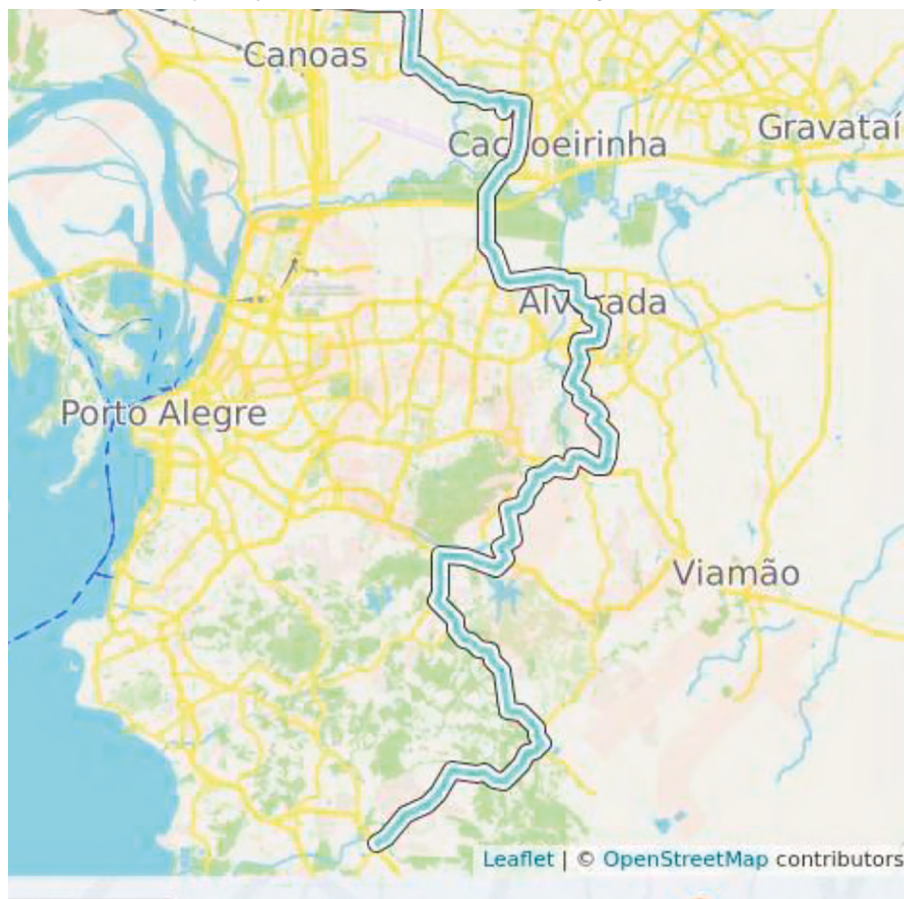 Canoas
Cachoeirinha
Gravataí
Alvorada
Porto Alegre
Viamão
Leaflet | © OpenStreetMap contributors